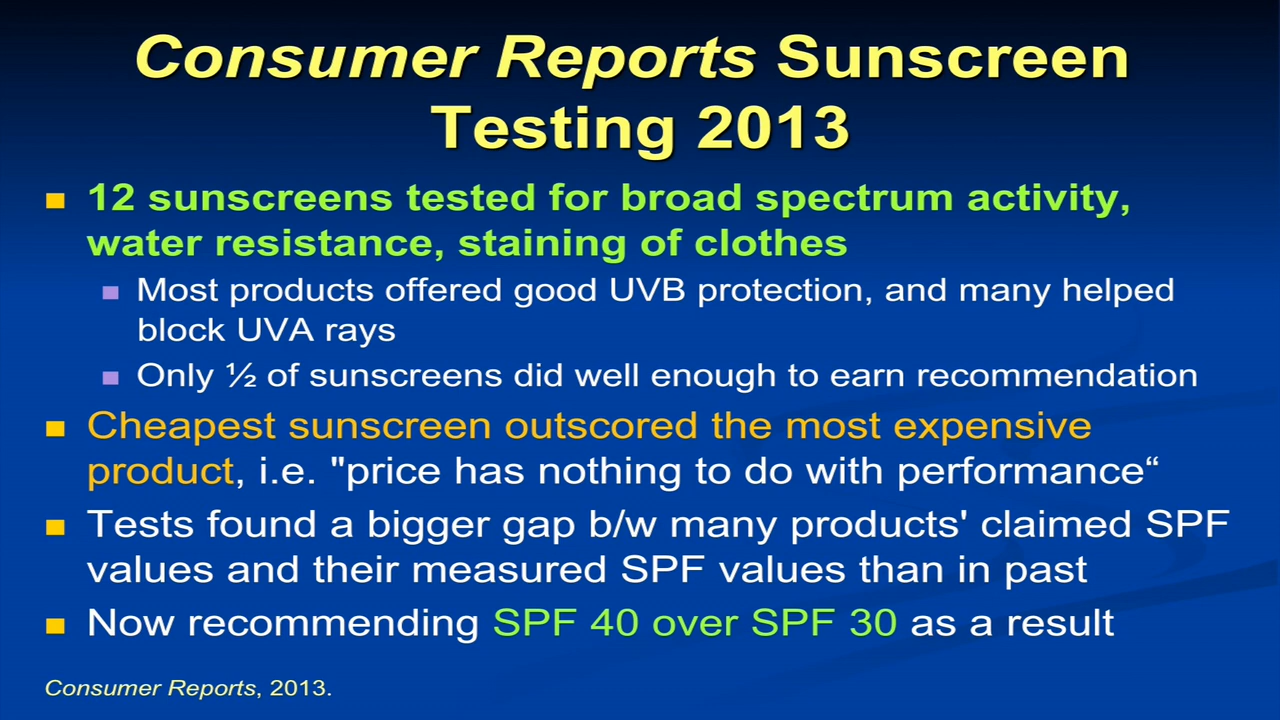 Consumer Reports Sunscreen
Testing 2013
12 sunscreens tested for broad spectrum activity,
water resistance, staining of clothes
Most products offered good UVB protection, and many helped
block UVA rays
Only ½ of sunscreens did well enough to earn recommendation
Cheapest sunscreen outscored the most expensive
product, i.e. "price has nothing to do with performance“
Tests found a bigger gap b/w many products' claimed SPF
values and their measured SPF values than in past
Now recommending SPF 40 over SPF 30 as a result
Consumer Reports, 2013.